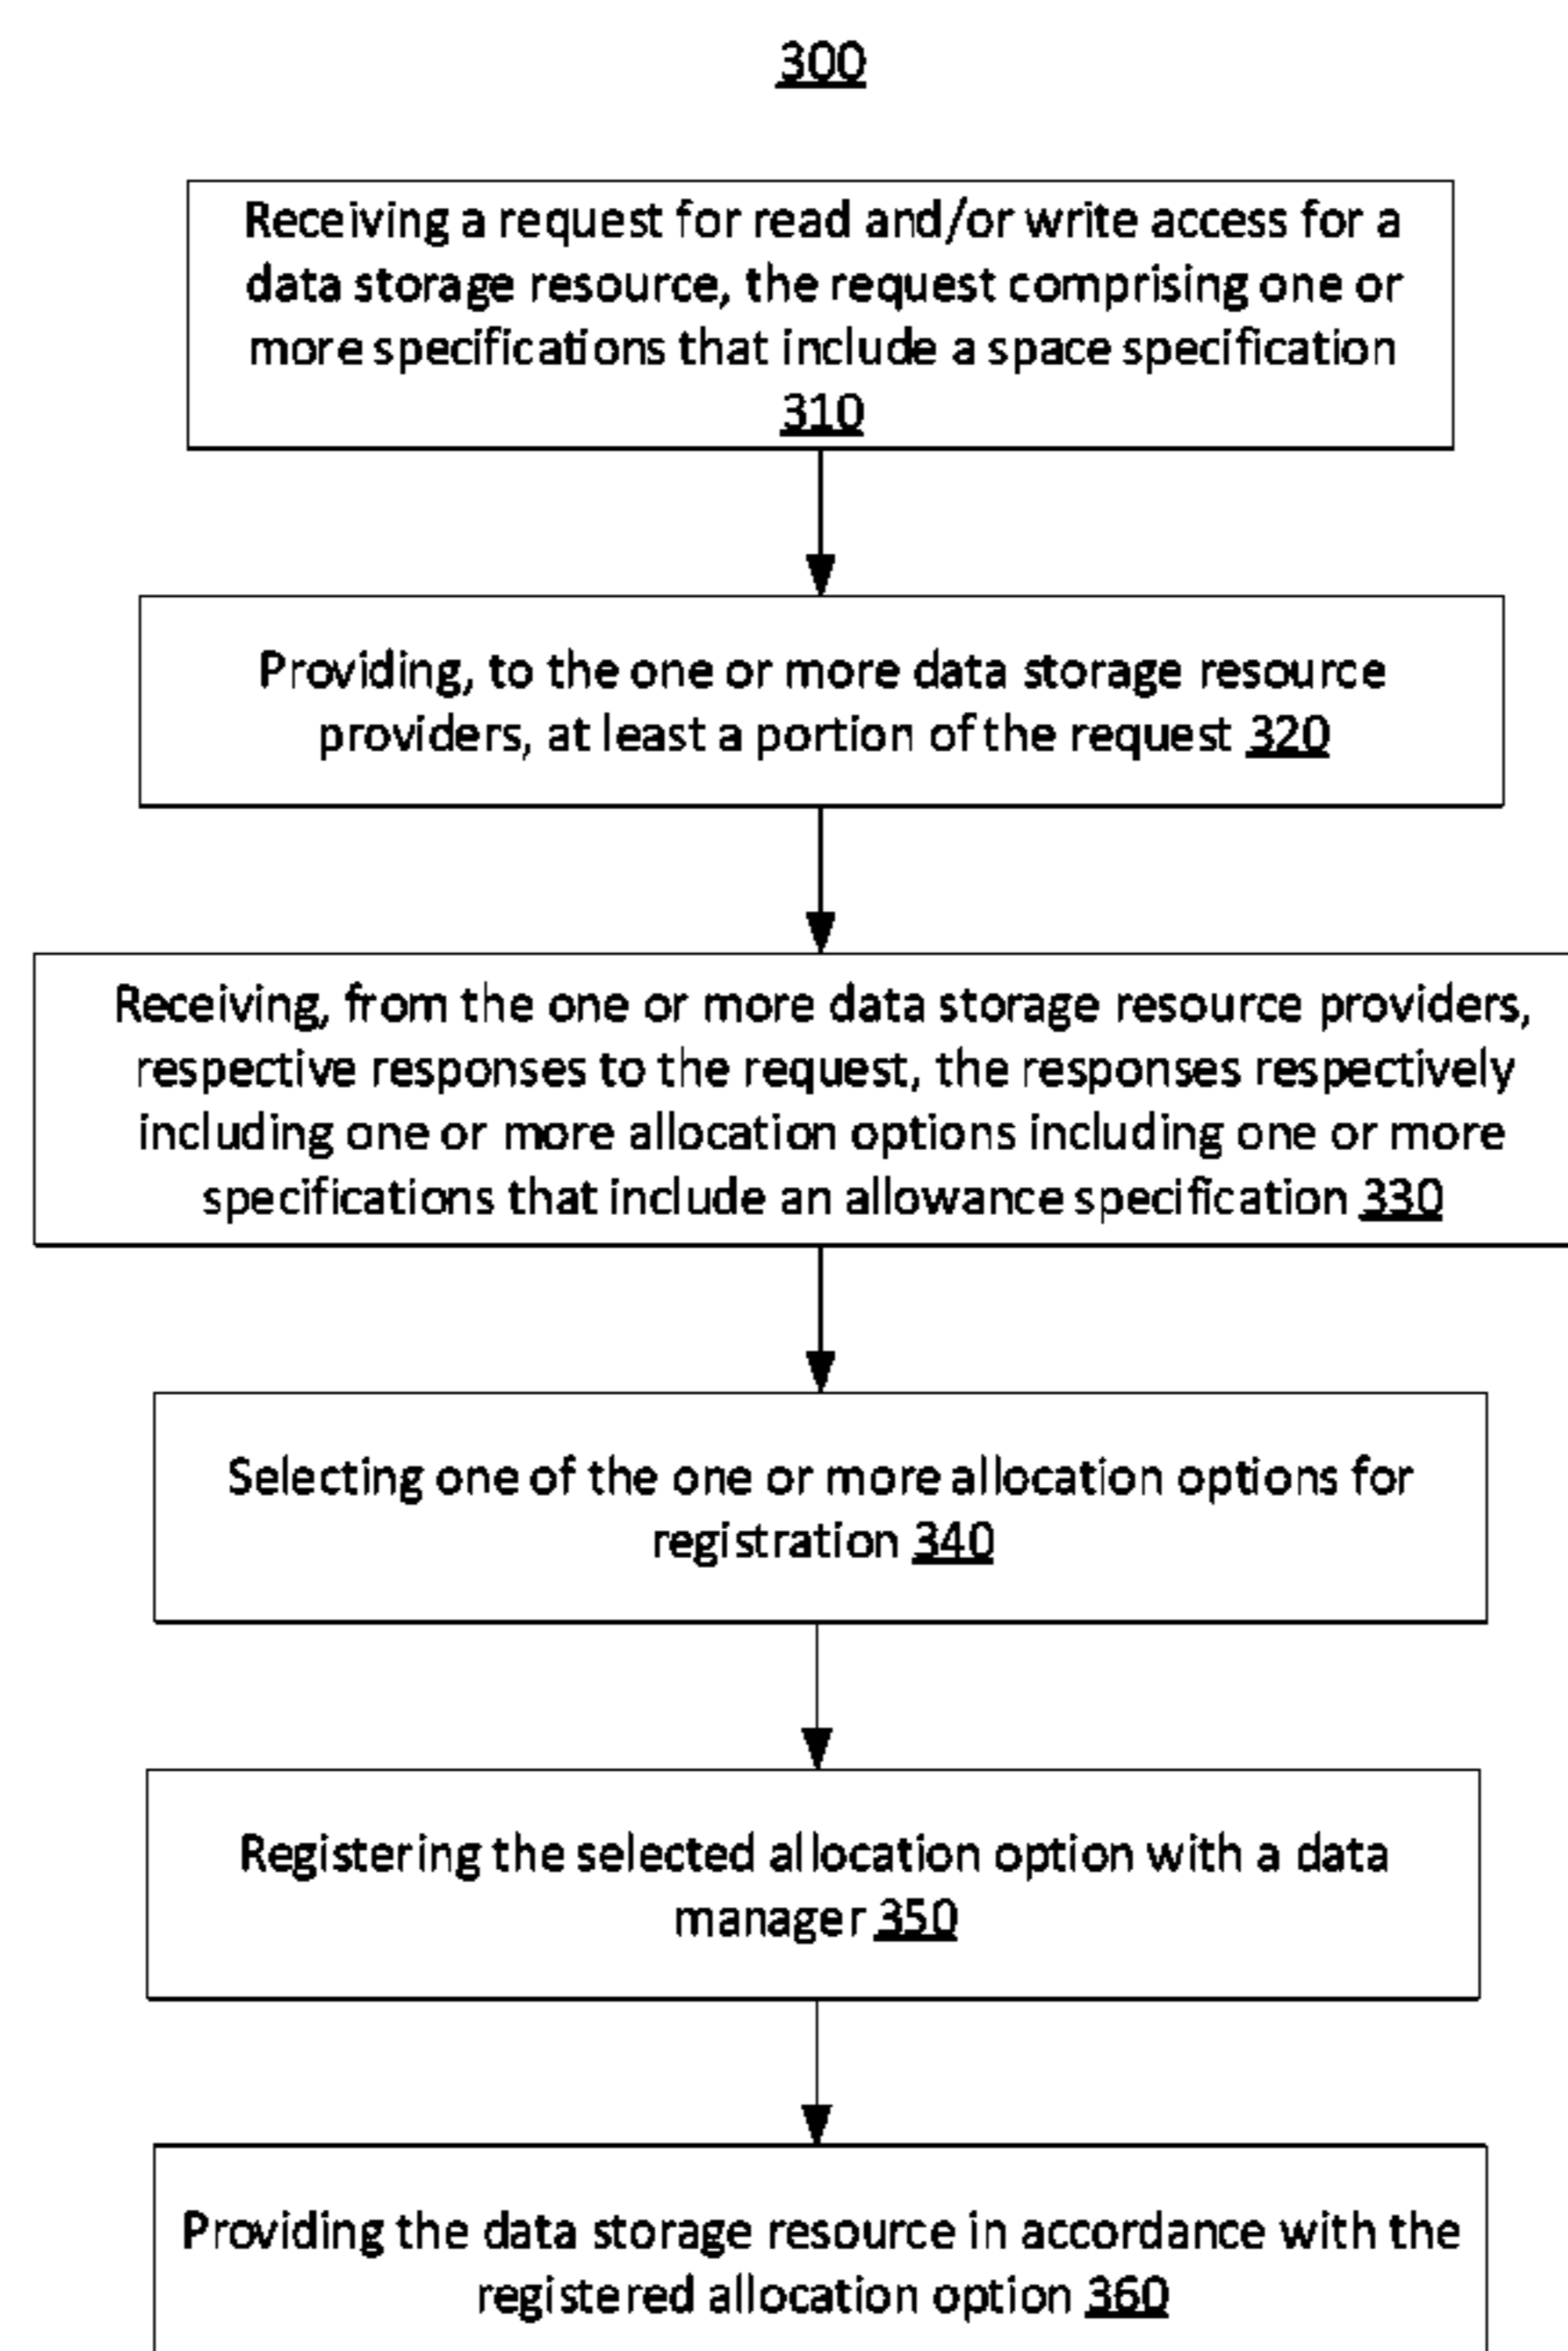 300
Receiving a request for read and/or write access for a
data storage resource, the request comprising one or
more specifications that include a space specification
310
Providing, to the one or more data storage resource
providers, at least a portion of the request 320
Receiving, from the one or more data storage resource providers,
respective responses to the request, the responses respectively
including one or more allocation options including one or more
specifications that include an allowance specification 330
Selecting one of the one or more allocation options for
registration 340
Registering the selected allocation option with a data
manager 350
Providing the data storage resource in accordance with the
registered allocation option 360